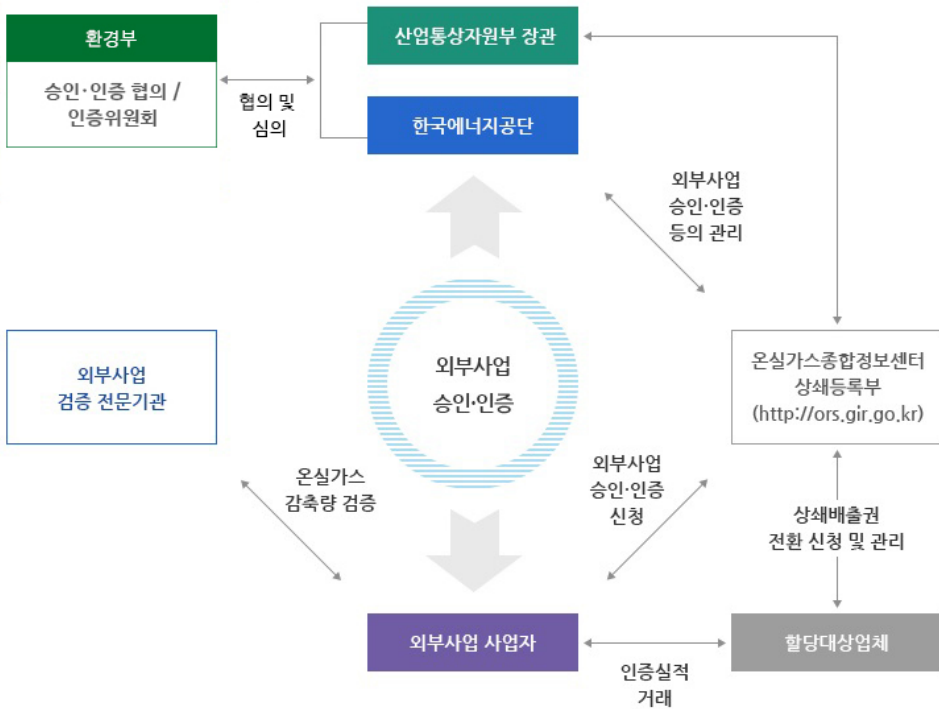 환경부
승인·인증 협의 /
인증위원회
협의 및
심의
산업통상자원부 장관
한국에너지공단
외부사업
승인·인증
등의 관리
외부사업
검증 전문기관
외부사업
승인·인증
온실가스종합정보센터
상쇄등록부
(http://ors.gir.go.kr)
온실가스
감축량 검증
외부사업
승인·인증
신청
상쇄배출권
전환 신청 및 관리
외부사업 사업자
인증실적
거래
할당대상업체